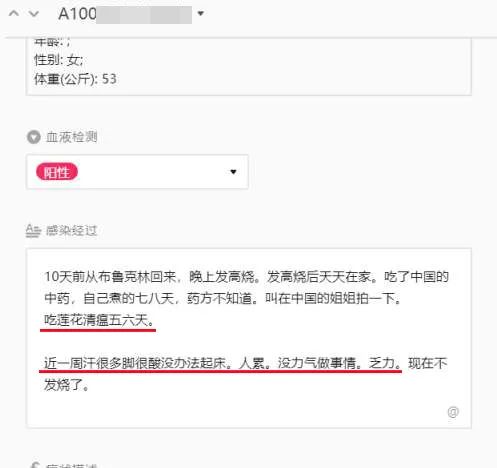 A100
年龄: ;
性别: 女;
体重(公斤): 53
血液检测
阳性
感染经过
10天前从布鲁克林回来，晚上发高烧。发高烧后天天在家。吃了中国的
中药，自己煮的七八天，药方不知道。叫在中国的姐姐拍一下。
吃莲花清瘟五六天。
近一周汗很多脚很酸没办法起床。人累。没力气做事情。乏力。现在不
发烧了。
@